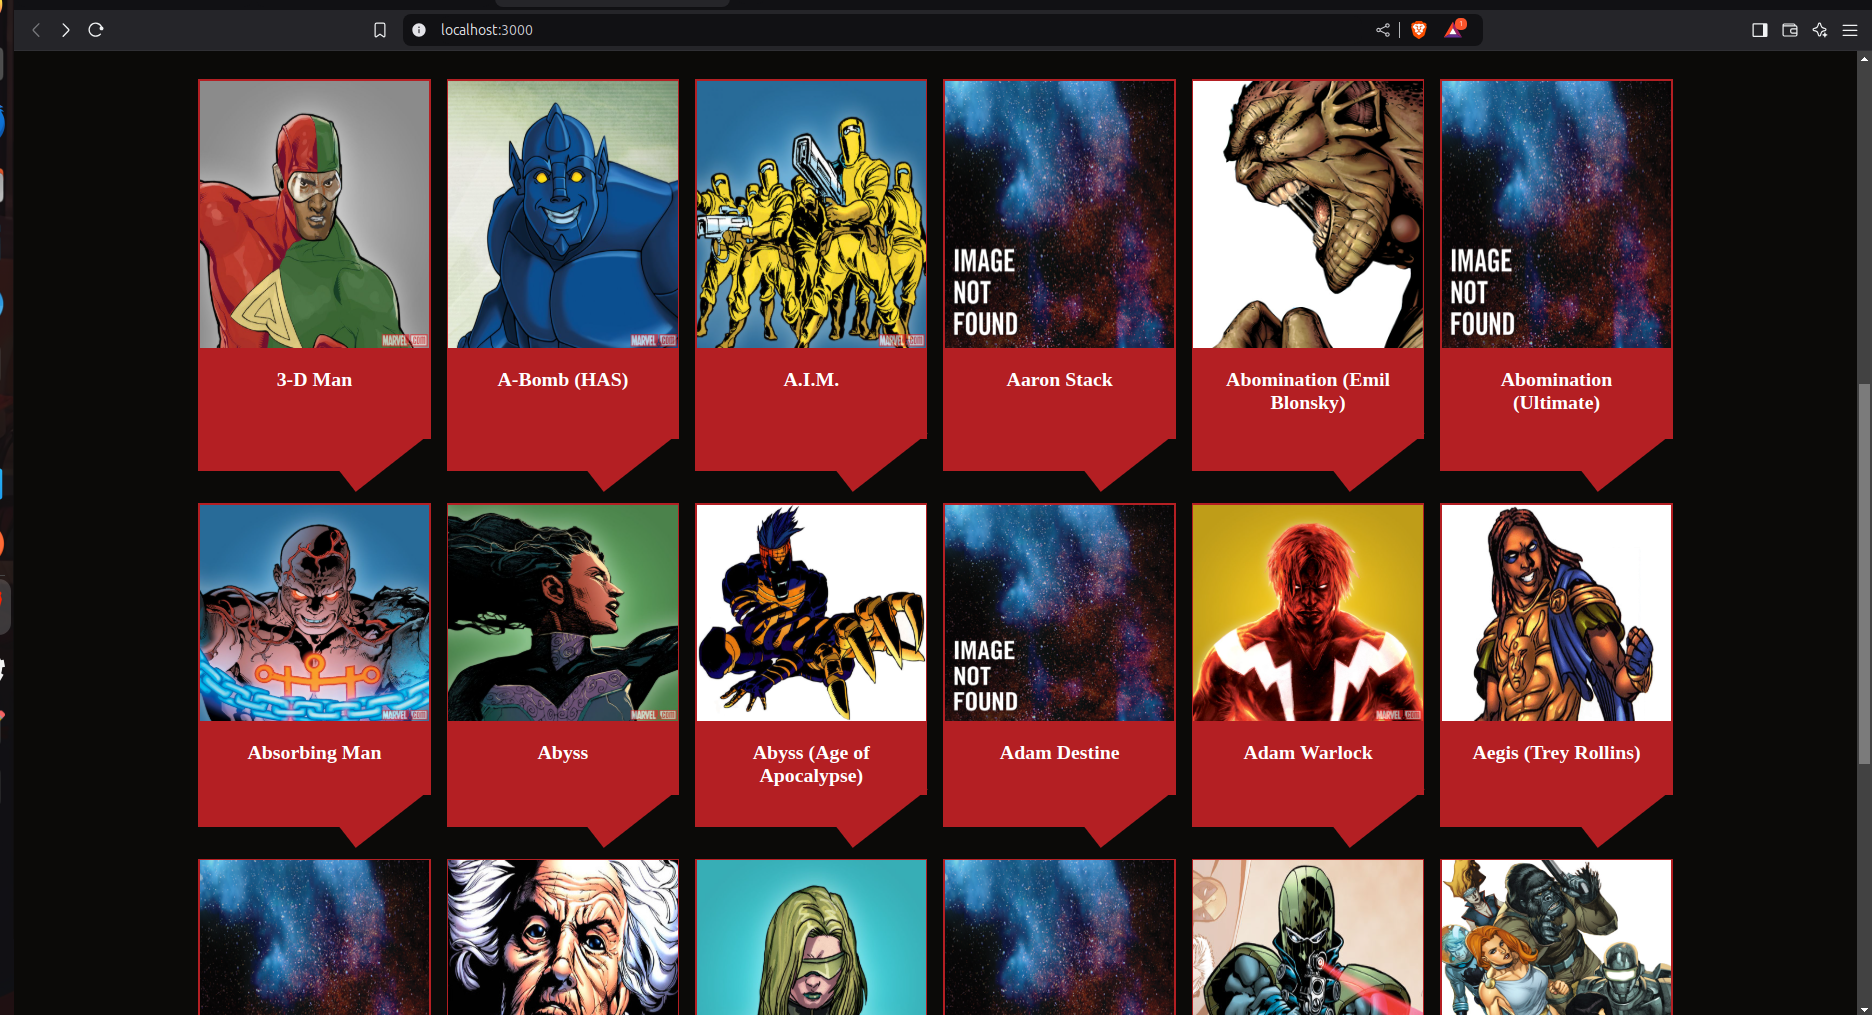 localhost:3000
1
MARVEL.COM
MARVEL.COM
MARVEL.COM
IMAGE
NOT
FOUND
IMAGE
NOT
FOUND
3-D Man
A-Bomb (HAS)
A.I.M.
Aaron Stack
Abomination (Emil
Blonsky)
Abomination
(Ultimate)
MARVEL.COM
MARVEL.COM
IMAGE
NOT
FOUND
MARVEL.COM
Absorbing Man
Abyss
Abyss (Age of
Apocalypse)
Adam Destine
Adam Warlock
Aegis (Trey Rollins)